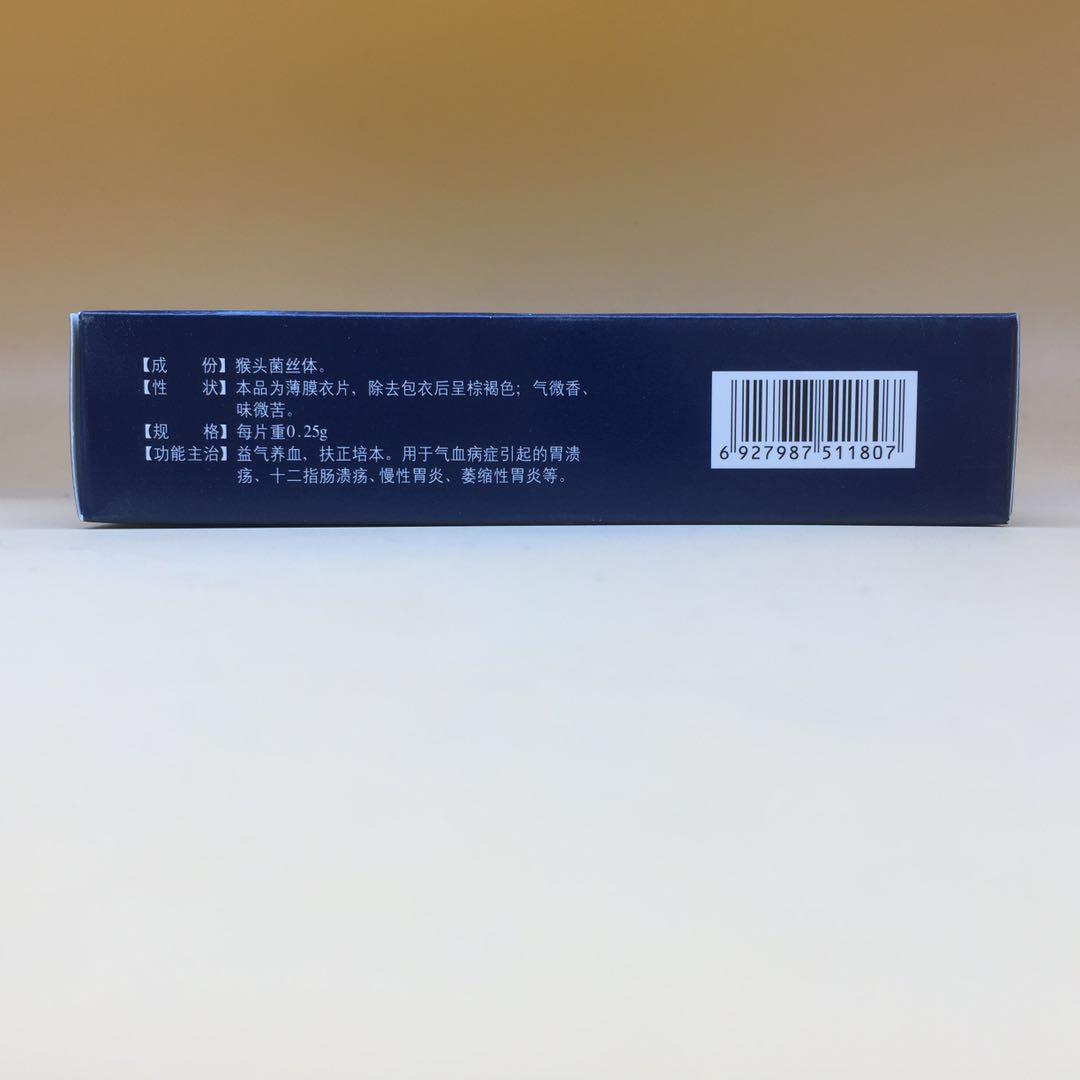 【成　　份】猴头菌丝体。
【性　　状】本品为薄膜衣片，除去包衣后呈棕褐色；气微香、
味微苦。
【规　　格】每片重0.25g
【功能主治】益气养血，扶正培本。用于气血病症引起的胃溃
疡、十二指肠溃疡、慢性胃炎、萎缩性胃炎等。
6 927987 511807